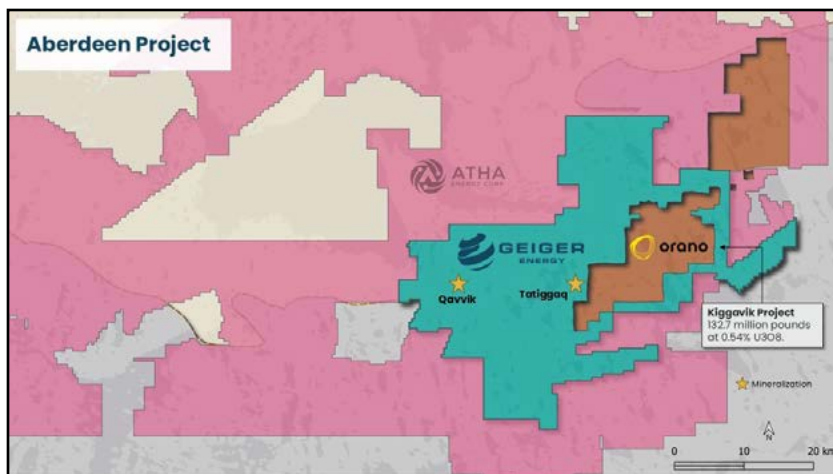 Aberdeen Project
ATHA
ENERGY CORP
GEIGER
ENERGY
orano
Qavvik
Tatiggaq
Kiggavik Project
132.7 million pounds
at 0.54% U3O8.
Mineralization
N
0 10 20 km